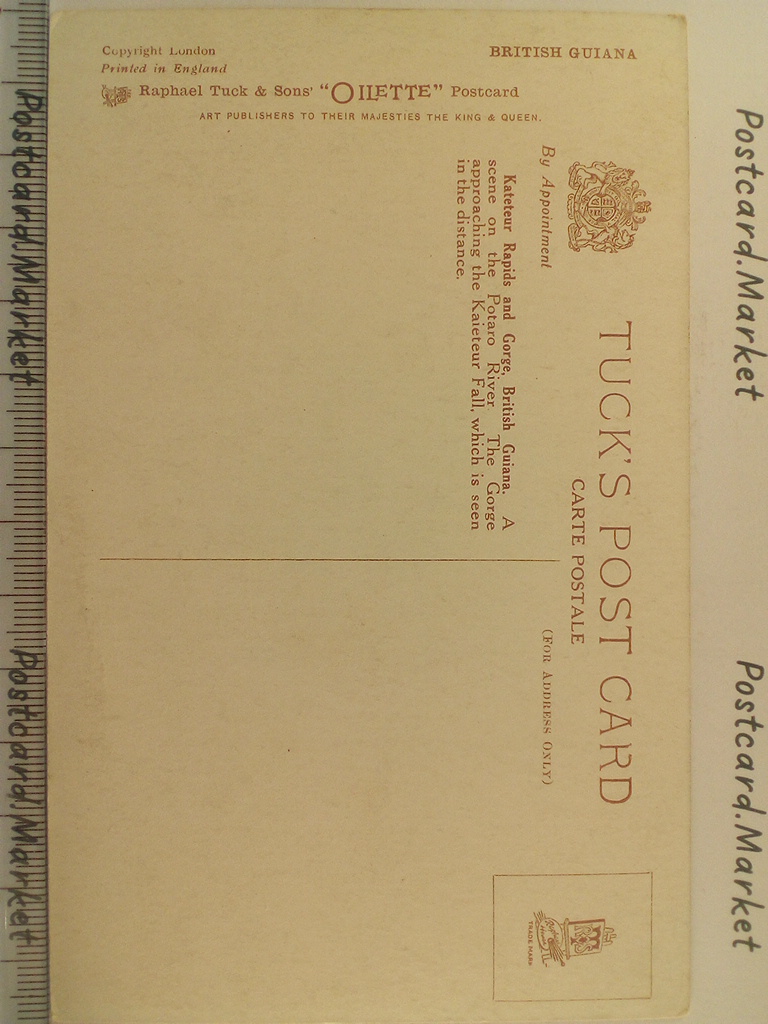 Copyright London
Printed in England
BRITISH GUIANA
Raphael Tuck & Sons' "OILETTE" Postcard
ART PUBLISHERS TO THEIR MAJESTIES THE KING & QUEEN.
By Appointment
TUCK'S POST CARD
CARTE POSTALE
(FOR ADDRESS ONLY)
Kateteur Rapids and Gorge, British Guiana. A
scene on the Potaro River The Gorge
approaching the Kaieteur Fall, which is seen
in the distance.
TRADE MARK
Postcard.Market
Postcard.Market
Postcard.Market
Postcard.Market